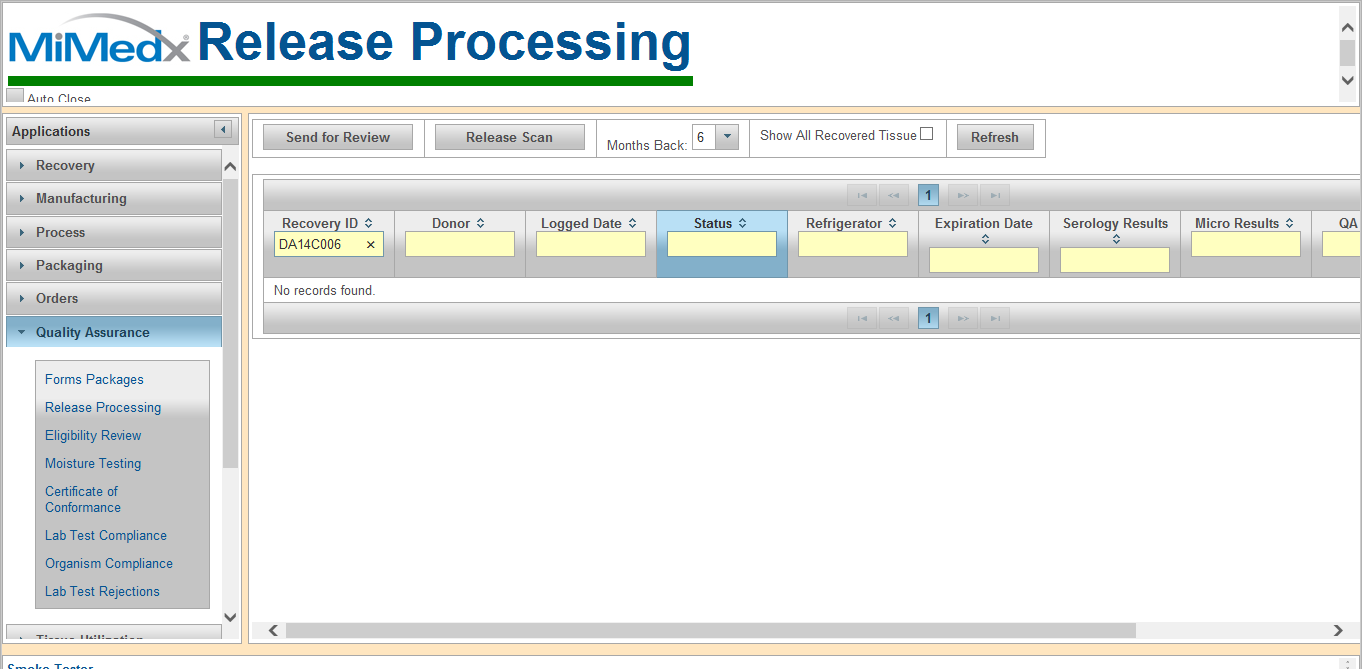 MiMedx® Release Processing
Auto Close
Applications
Recovery
Manufacturing
Process
Packaging
Orders
Quality Assurance
Forms Packages
Release Processing
Eligibility Review
Moisture Testing
Certificate of
Conformance
Lab Test Compliance
Organism Compliance
Lab Test Rejections
Tissue Utilization
Send for Review
Release Scan
Months Back: 6
Show All Recovered Tissue
Refresh
1
Recovery ID Donor Logged Date Status Refrigerator Expiration Date Serology Results Micro Results QA
DA14C006 ×
No records found.
1
Smoke Tester